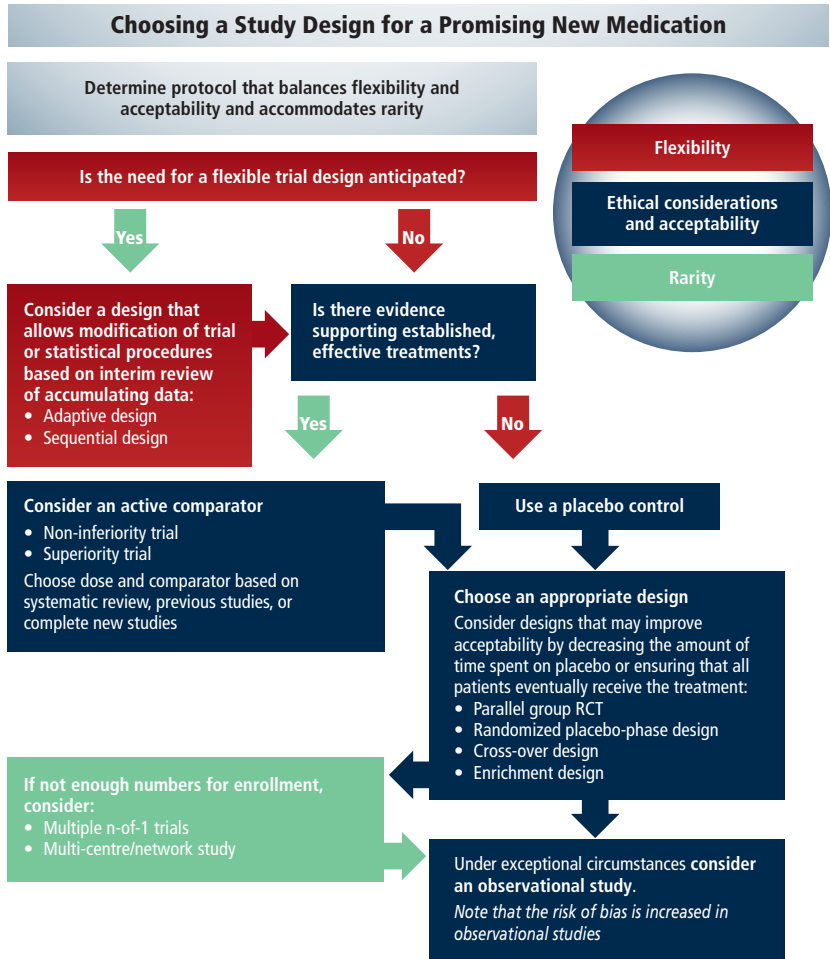 Choosing a Study Design for a Promising New Medication
Determine protocol that balances flexibility and
acceptability and accommodates rarity
Is the need for a flexible trial design anticipated?
Flexibility
Ethical considerations
and acceptability
Rarity
Yes
No
Consider a design that
allows modification of trial
or statistical procedures
based on interim review
of accumulating data:
• Adaptive design
• Sequential design
Is there evidence
supporting established,
effective treatments?
Yes
No
Consider an active comparator
• Non-inferiority trial
• Superiority trial
Choose dose and comparator based on
systematic review, previous studies, or
complete new studies
Use a placebo control
Choose an appropriate design
Consider designs that may improve
acceptability by decreasing the amount of
time spent on placebo or ensuring that all
patients eventually receive the treatment:
• Parallel group RCT
• Randomized placebo-phase design
• Cross-over design
• Enrichment design
If not enough numbers for enrollment,
consider:
• Multiple n-of-1 trials
• Multi-centre/network study
Under exceptional circumstances consider
an observational study.
Note that the risk of bias is increased in
observational studies